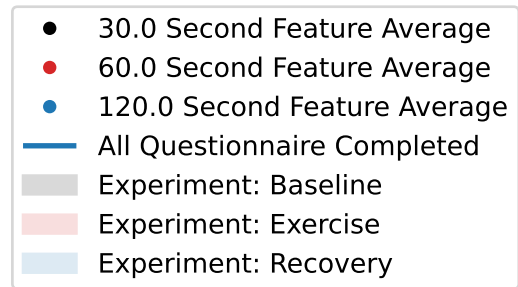 30.0 Second Feature Average
60.0 Second Feature Average
120.0 Second Feature Average
All Questionnaire Completed
Experiment: Baseline
Experiment: Exercise
Experiment: Recovery